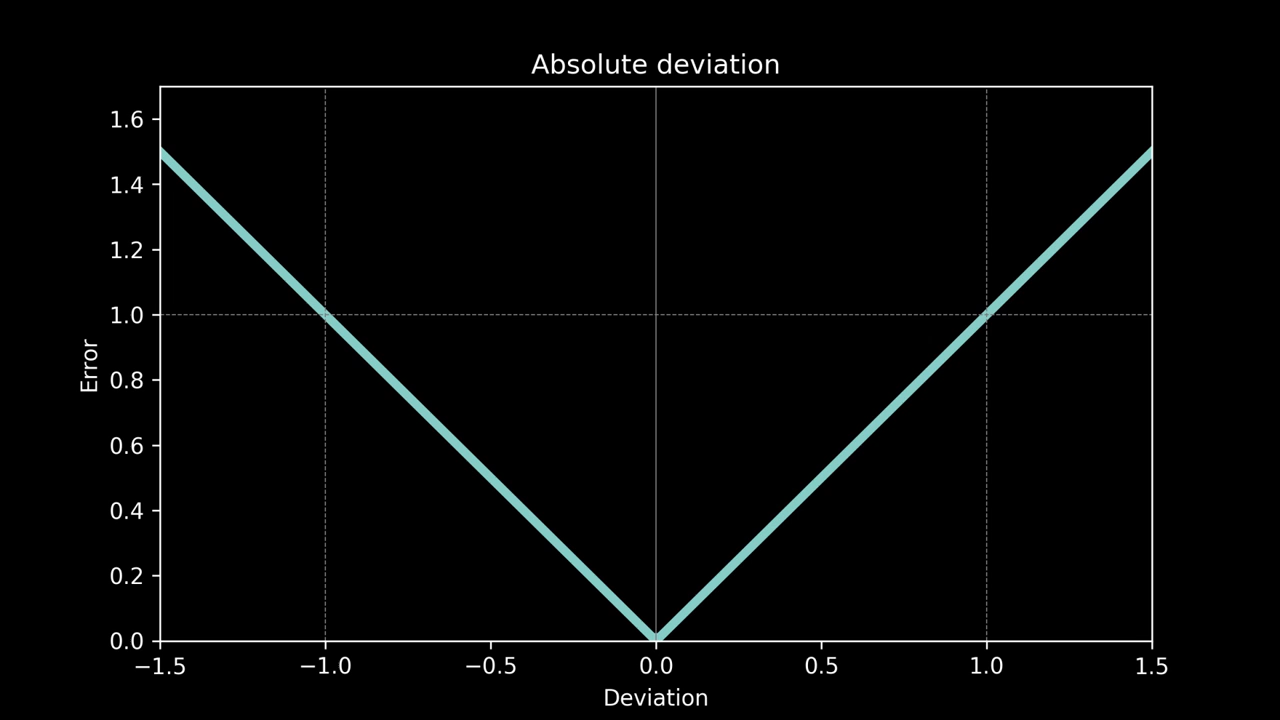 Absolute deviation
1.6
1.4
1.2
1.0
0.8
0.6
0.4
0.2
0.0
Error
−1.5 −1.0 −0.5 0.0 0.5 1.0 1.5
Deviation